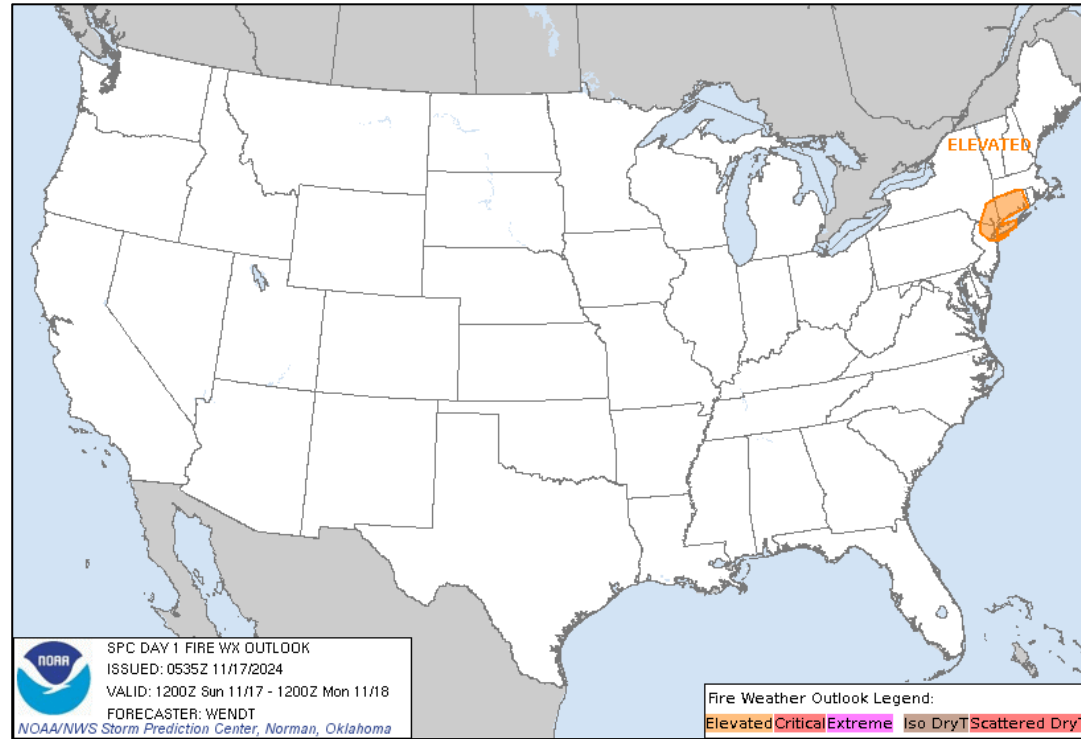 ELEVATED
noaa
SPC DAY 1 FIRE WX OUTLOOK
ISSUED: 0535Z 11/17/2024
VALID: 1200Z Sun 11/17 - 1200Z Mon 11/18
FORECASTER: WENDT
NOAA/NWS Storm Prediction Center, Norman, Oklahoma
Fire Weather Outlook Legend:
Elevated Critical Extreme Iso DryT Scattered DryT